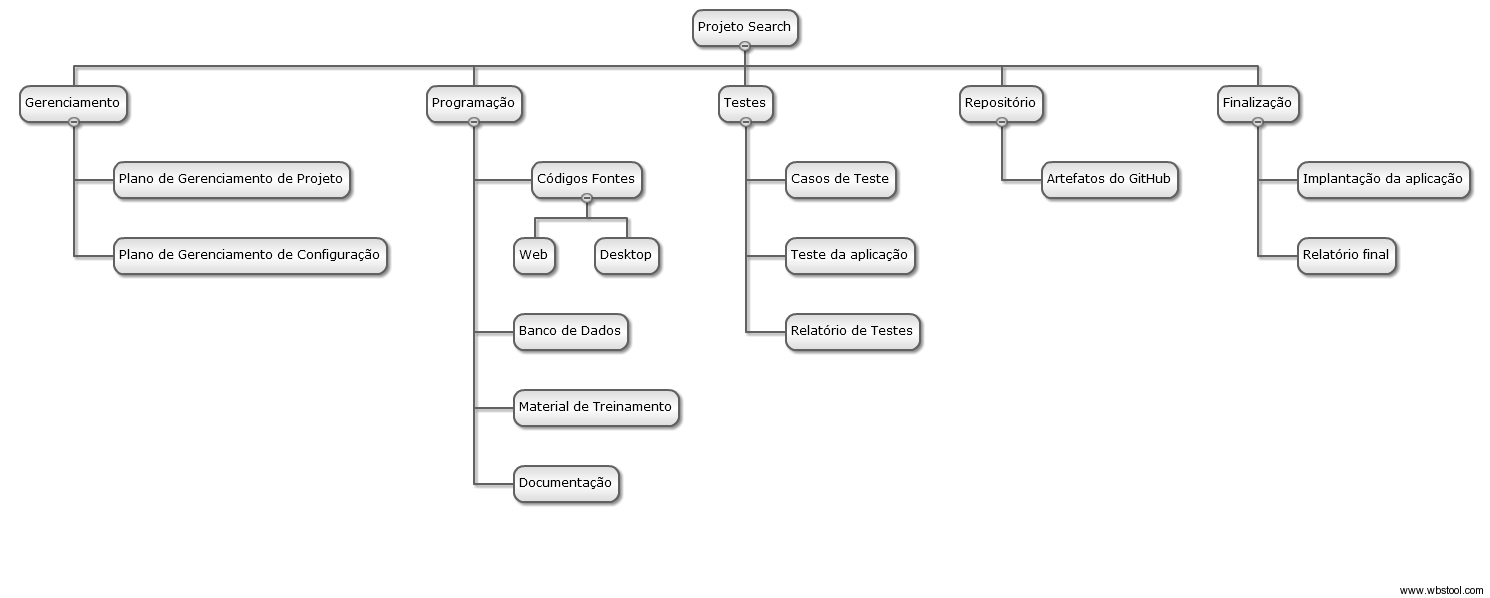 Projeto Search
Gerenciamento
Programação
Testes
Repositório
Finalização
Plano de Gerenciamento de Projeto
Códigos Fontes
Casos de Teste
Artefatos do GitHub
Implantação da aplicação
Plano de Gerenciamento de Configuração
Web
Desktop
Teste da aplicação
Relatório final
Banco de Dados
Relatório de Testes
Material de Treinamento
Documentação
www.wbstool.com